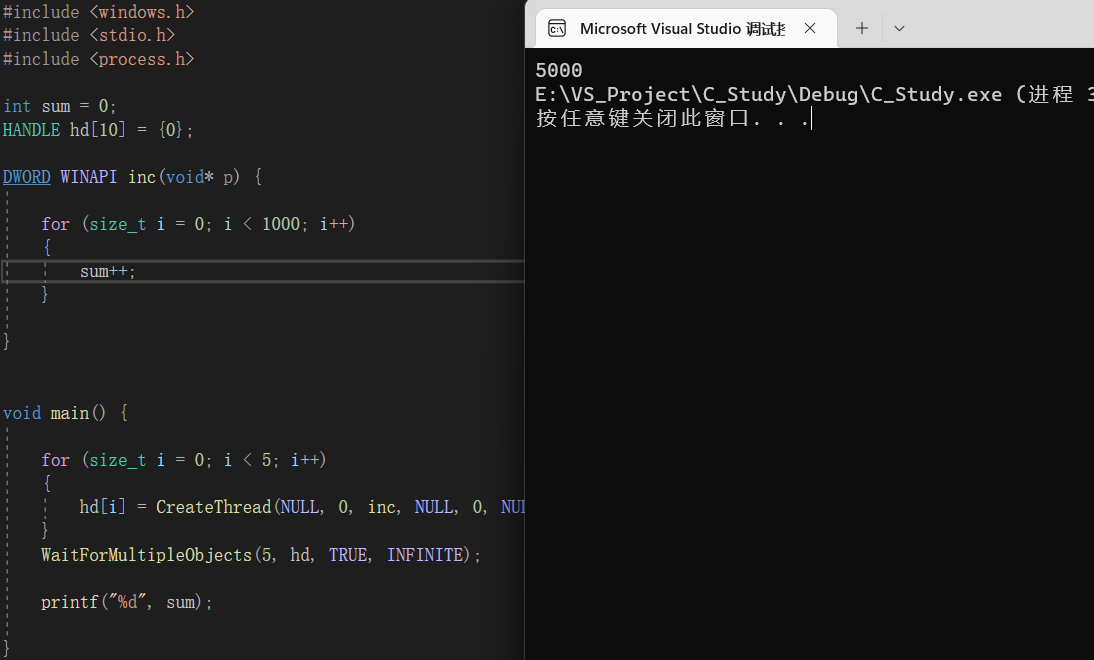 #include <windows.h>
#include <stdio.h>
#include <process.h>
int sum = 0;
HANDLE hd[10] = {0};
DWORD WINAPI inc(void* p) {
for (size_t i = 0; i < 1000; i++)
{
sum++;
}
}
void main() {
for (size_t i = 0; i < 5; i++)
{
hd[i] = CreateThread(NULL, 0, inc, NULL, 0, NUL
}
WaitForMultipleObjects(5, hd, TRUE, INFINITE);
printf("%d", sum);
}
Microsoft Visual Studio 调试
5000
E:\VS_Project\C_Study\Debug\C_Study.exe (进程 3
按任意键关闭此窗口. . .